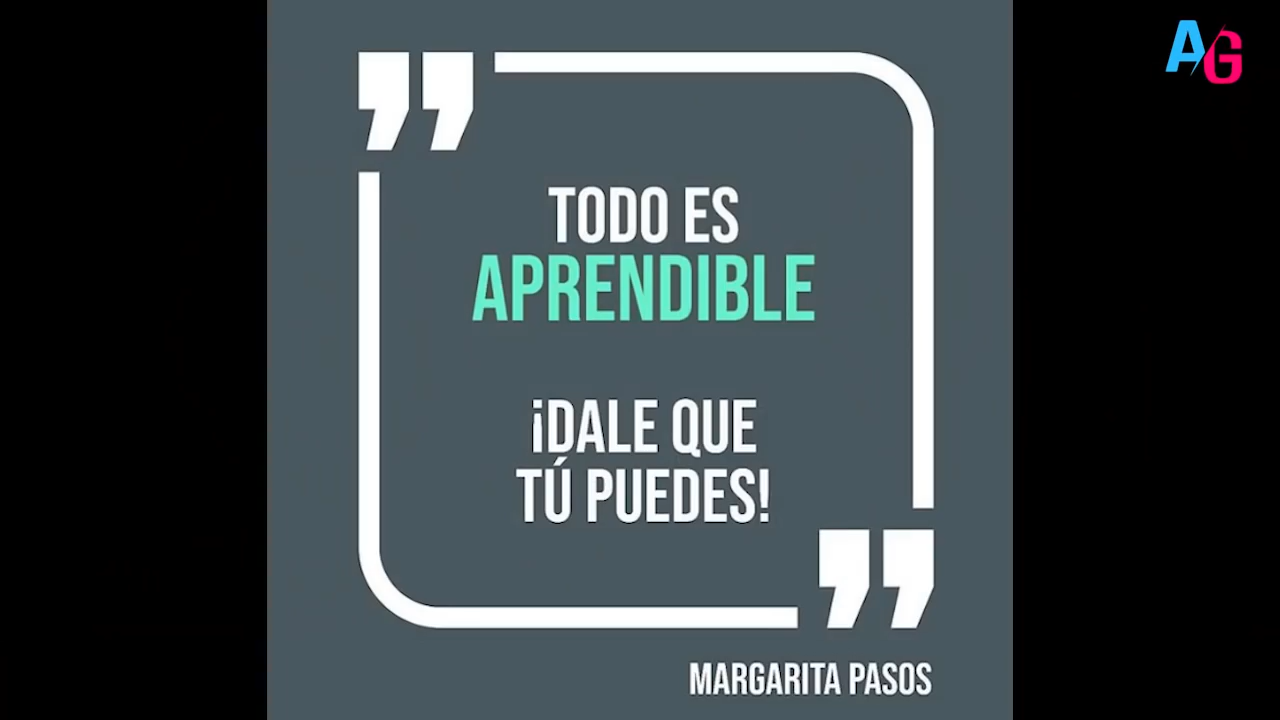 AG
TODO ES
APRENDIBLE
¡DALE QUE
TÚ PUEDES!
MARGARITA PASOS